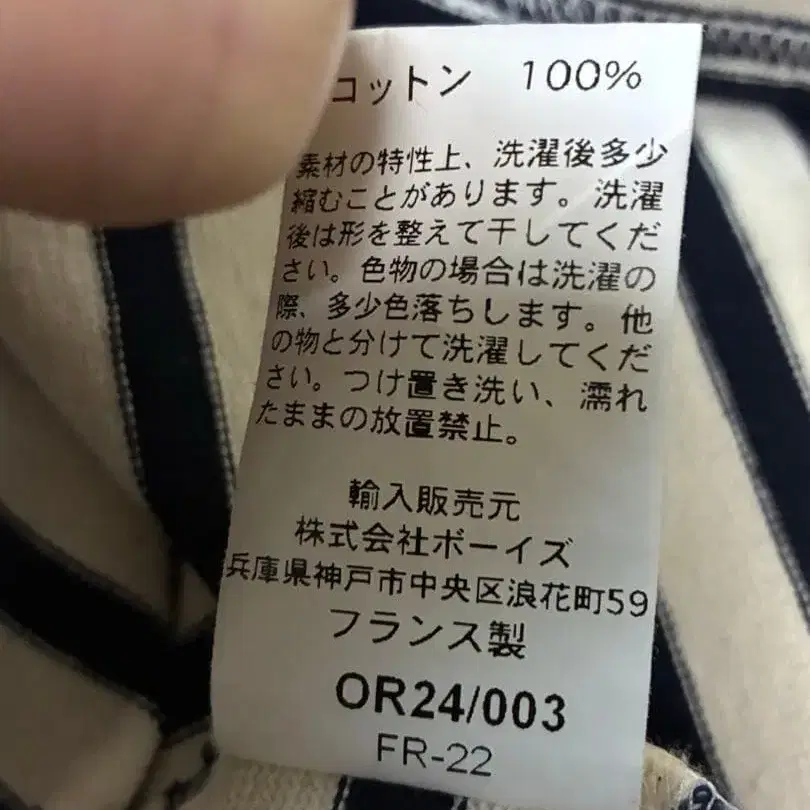 コットン 100%
素材の特性上、洗濯後多少
縮むことがあります。洗濯
後は形を整えて干してくだ
さい。色物の場合は洗濯の
際、多少色落ちします。他
の物と分けて洗濯してくだ
さい。つけ置き洗い、濡れ
たままの放置禁止。
輸入販売元
株式会社ボーイズ
兵庫県神戸市中央区浪花町59
フランス製
OR24/003
FR-22